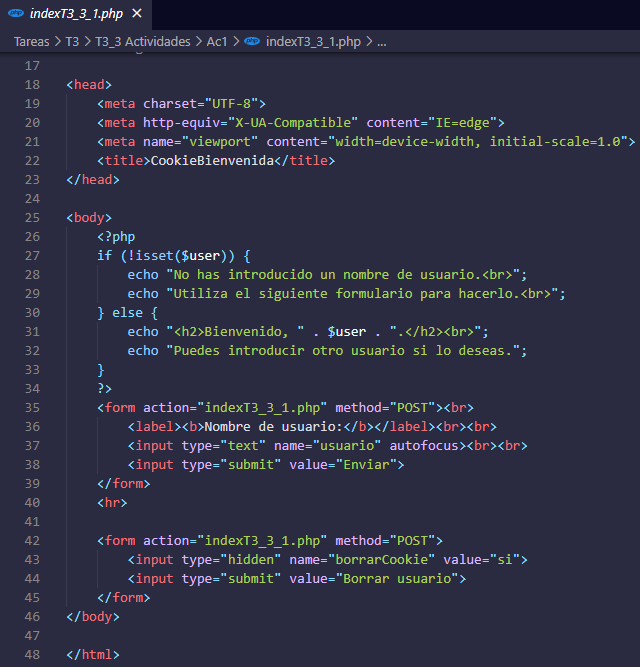 php indexT3_3_1.php ×
Tareas > T3 > T3_3 Actividades > Ac1 > php indexT3_3_1.php > ...
17
18 <head>
19 <meta charset="UTF-8">
20 <meta http-equiv="X-UA-Compatible" content="IE=edge">
21 <meta name="viewport" content="width=device-width, initial-scale=1.0">
22 <title>CookieBienvenida</title>
23 </head>
24
25 <body>
26 <?php
27 if (!isset($user)) {
28 echo "No has introducido un nombre de usuario.<br>";
29 echo "Utiliza el siguiente formulario para hacerlo.<br>";
30 } else {
31 echo "<h2>Bienvenido, " . $user . ".</h2><br>";
32 echo "Puedes introducir otro usuario si lo deseas.";
33 }
34 ?>
35 <form action="indexT3_3_1.php" method="POST"><br>
36 <label><b>Nombre de usuario:</b></label><br><br>
37 <input type="text" name="usuario" autofocus><br><br>
38 <input type="submit" value="Enviar">
39 </form>
40 <hr>
41
42 <form action="indexT3_3_1.php" method="POST">
43 <input type="hidden" name="borrarCookie" value="si">
44 <input type="submit" value="Borrar usuario">
45 </form>
46 </body>
47
48 </html>